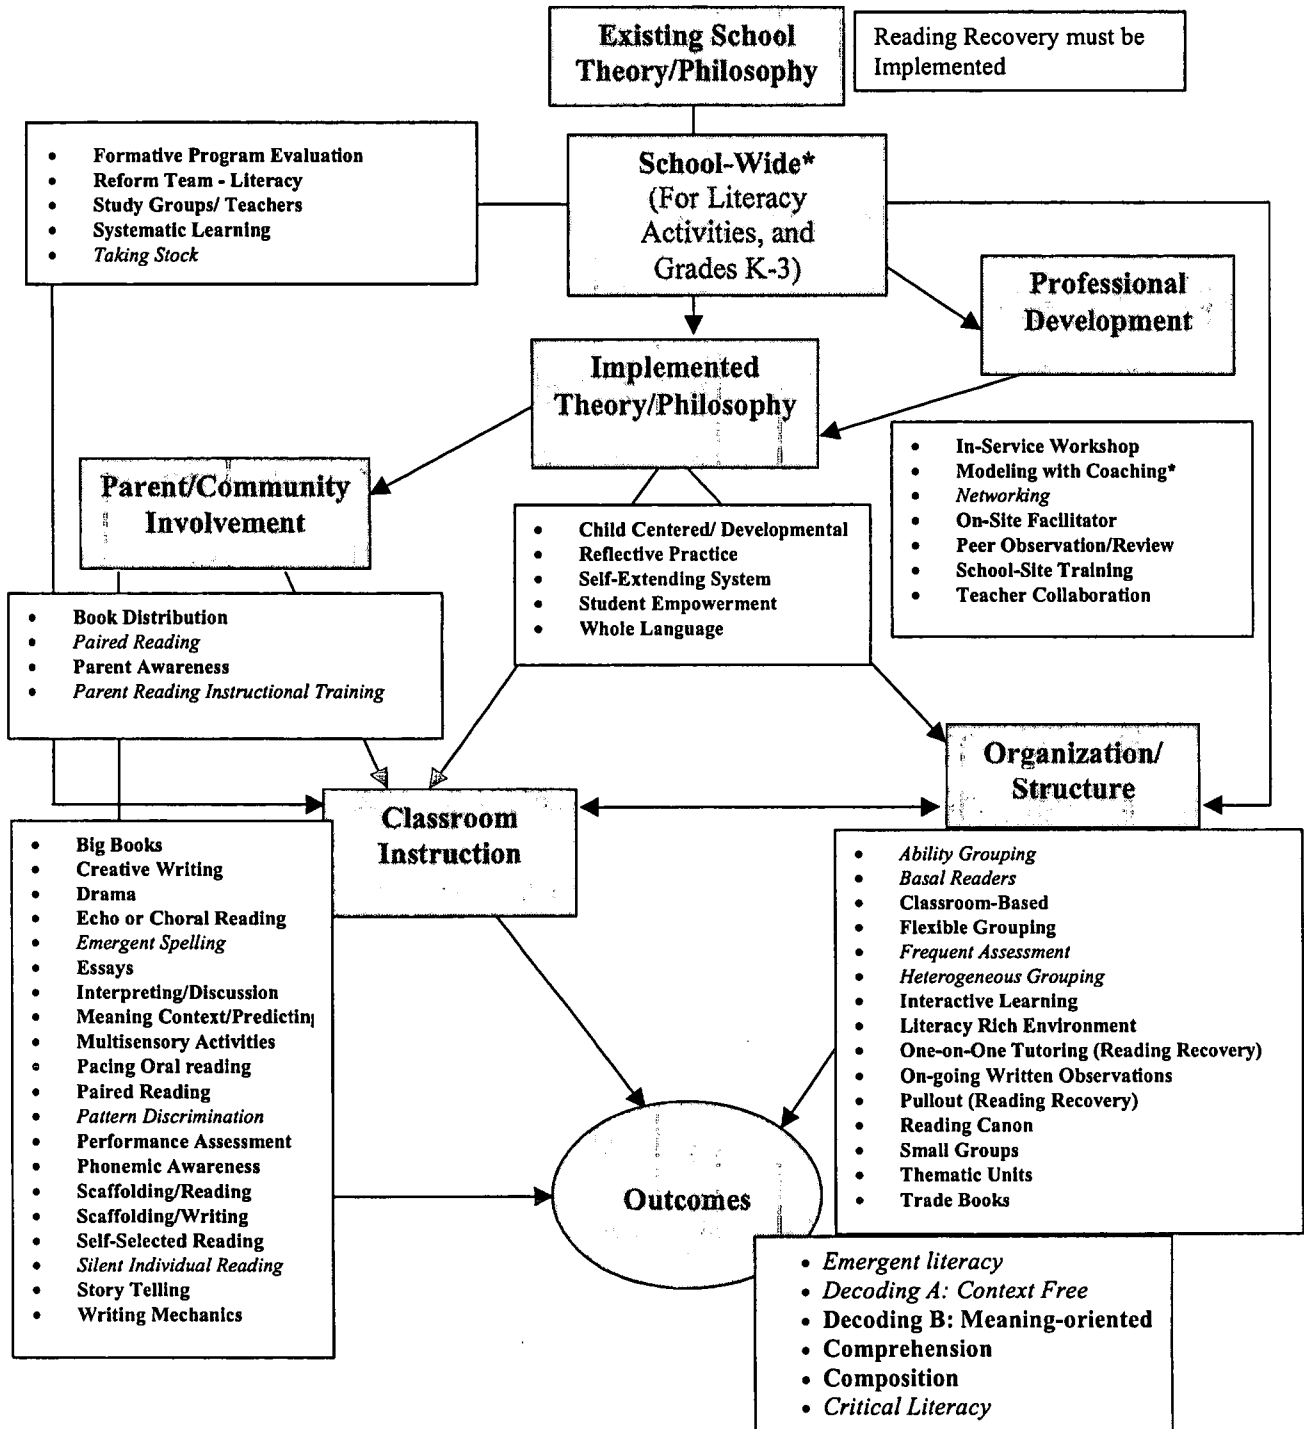 Existing School
Theory/Philosophy
Reading Recovery must be
Implemented
• Formative Program Evaluation
• Reform Team - Literacy
• Study Groups/ Teachers
• Systematic Learning
• Taking Stock
School-Wide*
(For Literacy
Activities, and
Grades K-3)
Professional
Development
Implemented
Theory/Philosophy
• In-Service Workshop
• Modeling with Coaching*
• Networking
• On-Site Facilitator
• Peer Observation/Review
• School-Site Training
• Teacher Collaboration
Parent/Community
Involvement
• Child Centered/ Developmental
• Reflective Practice
• Self-Extending System
• Student Empowerment
• Whole Language
• Book Distribution
• Paired Reading
• Parent Awareness
• Parent Reading Instructional Training
Organization/
Structure
Classroom
Instruction
• Big Books
• Creative Writing
• Drama
• Echo or Choral Reading
• Emergent Spelling
• Essays
• Interpreting/Discussion
• Meaning Context/Predicting
• Multisensory Activities
• Pacing Oral reading
• Paired Reading
• Pattern Discrimination
• Performance Assessment
• Phonemic Awareness
• Scaffolding/Reading
• Scaffolding/Writing
• Self-Selected Reading
• Silent Individual Reading
• Story Telling
• Writing Mechanics
• Ability Grouping
• Basal Readers
• Classroom-Based
• Flexible Grouping
• Frequent Assessment
• Heterogeneous Grouping
• Interactive Learning
• Literacy Rich Environment
• One-on-One Tutoring (Reading Recovery)
• On-going Written Observations
• Pullout (Reading Recovery)
• Reading Canon
• Small Groups
• Thematic Units
• Trade Books
Outcomes
• Emergent literacy
• Decoding A: Context Free
• Decoding B: Meaning-oriented
• Comprehension
• Composition
• Critical Literacy